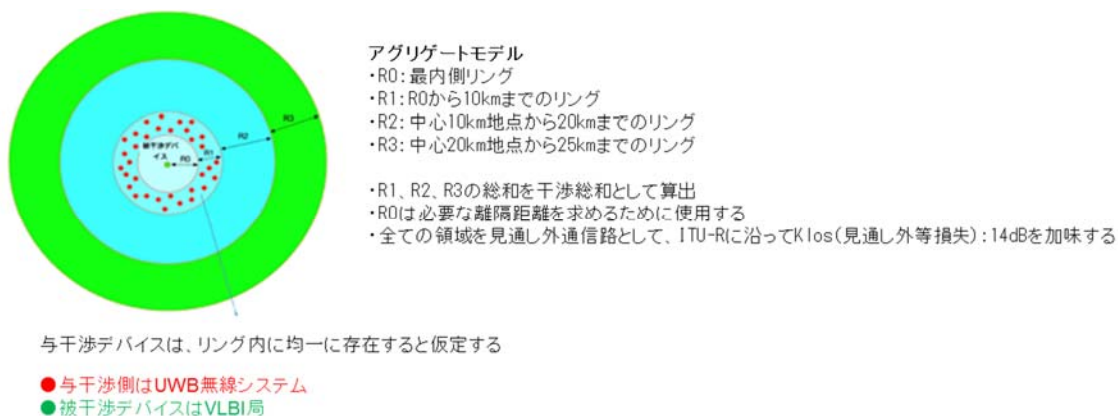 アグリゲートモデル
・R0：最内側リング
・R1：R0から10kmまでのリング
・R2：中心10km地点から20kmまでのリング
・R3：中心20km地点から25kmまでのリング
・R1、R2、R3の総和を干渉総和として算出
・R0は必要な離隔距離を求めるために使用する
・全ての領域を見通し外通信路として、ITU-Rに沿ってKlos(見通し外等損失)：14dBを加味する
R3
R2
R1
被干渉デバ
イス
R0
与干渉デバイスは、リング内に均一に存在すると仮定する
●与干渉側はUWB無線システム
●被干渉デバイスはVLBI局